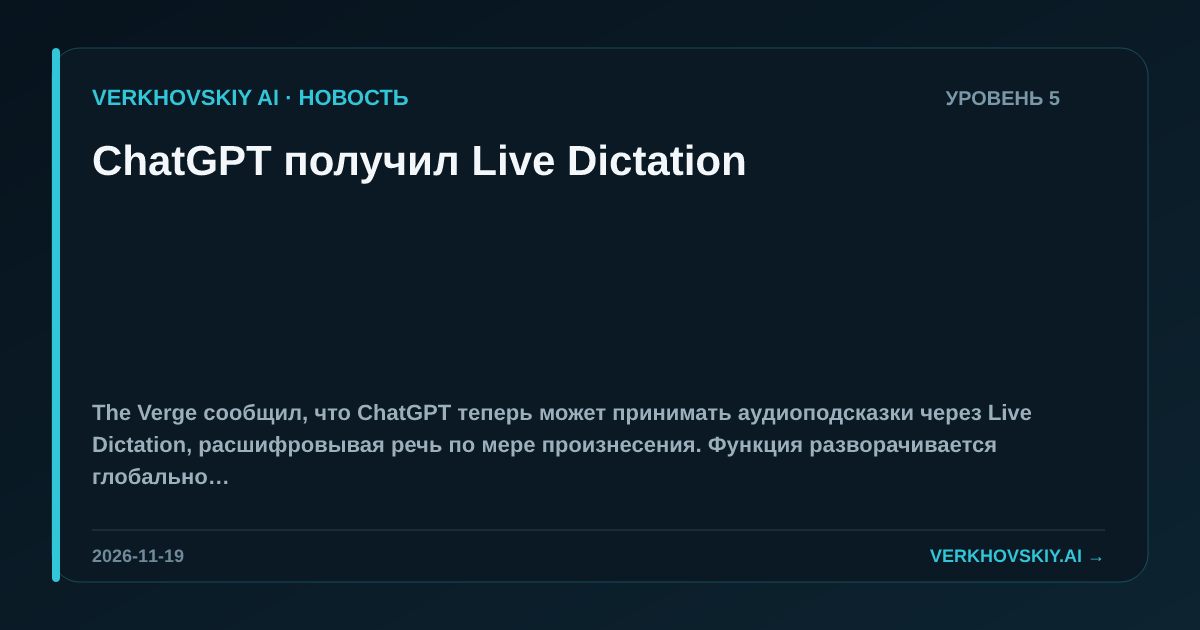 VERKHOVSKIY AI · НОВОСТЬ
УРОВЕНЬ 5
ChatGPT получил Live Dictation
The Verge сообщил, что ChatGPT теперь может принимать аудиоподсказки через Live
Dictation, расшифровывая речь по мере произнесения. Функция разворачивается
глобально…
2026-11-19
VERKHOVSKIY.AI →